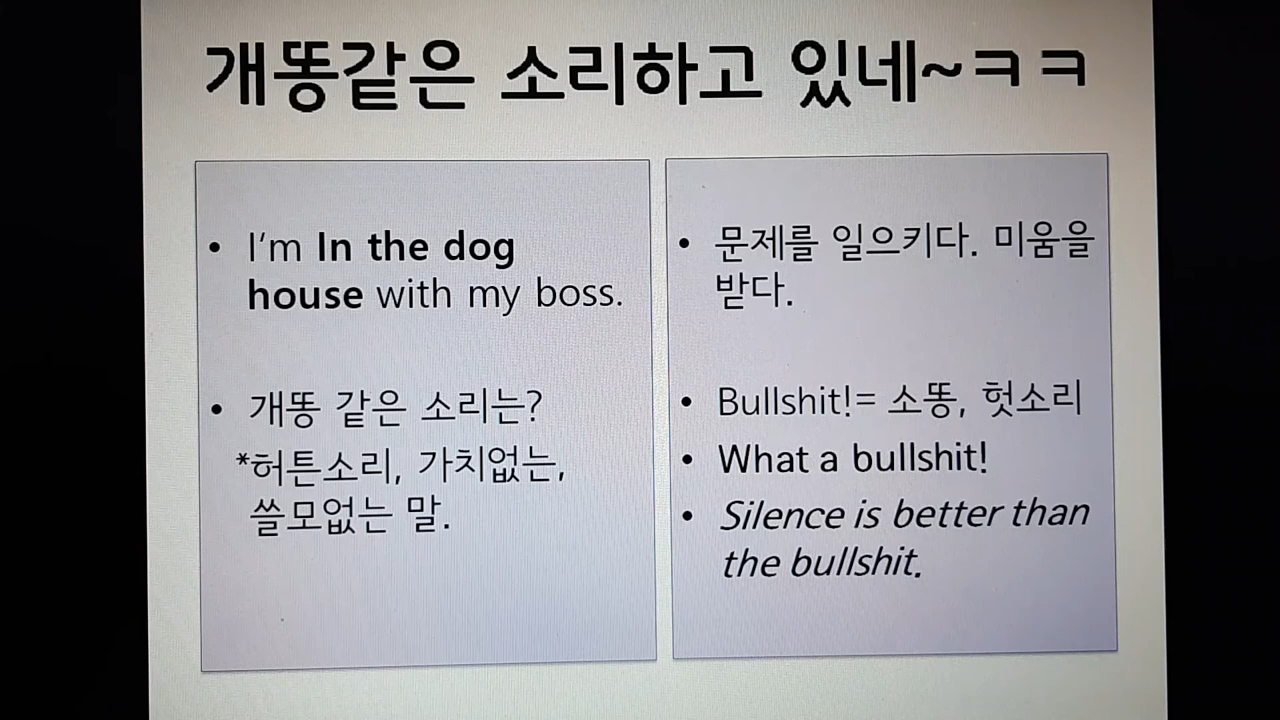 개똥같은 소리하고 있네~ㅋㅋ
• I'm In the dog
house with my boss.
• 개똥 같은 소리는?
*허튼소리, 가치없는,
쓸모없는 말.
• 문제를 일으키다. 미움을
받다.
• Bullshit!= 소똥, 헛소리
• What a bullshit!
• Silence is better than
the bullshit.